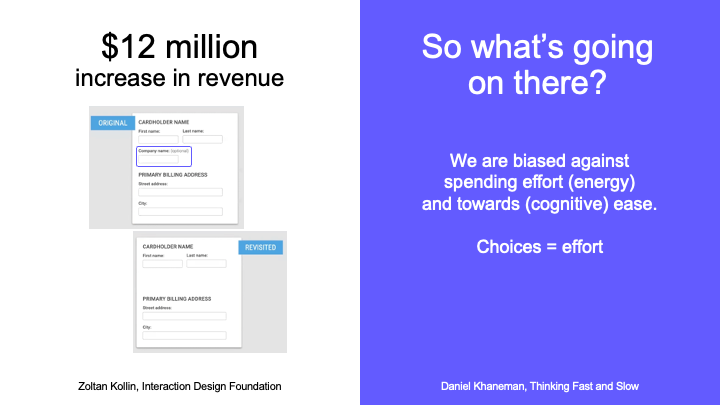 $12 million
increase in revenue
ORIGINAL
CARDHOLDER NAME
First name:
Last name:
Company name: (optional)
PRIMARY BILLING ADDRESS
Street address:
City:
CARDHOLDER NAME
First name:
Last name:
REVISITED
PRIMARY BILLING ADDRESS
Street address:
City:
Zoltan Kollin, Interaction Design Foundation
So what’s going
on there?
We are biased against
spending effort (energy)
and towards (cognitive) ease.
Choices = effort
Daniel Khaneman, Thinking Fast and Slow